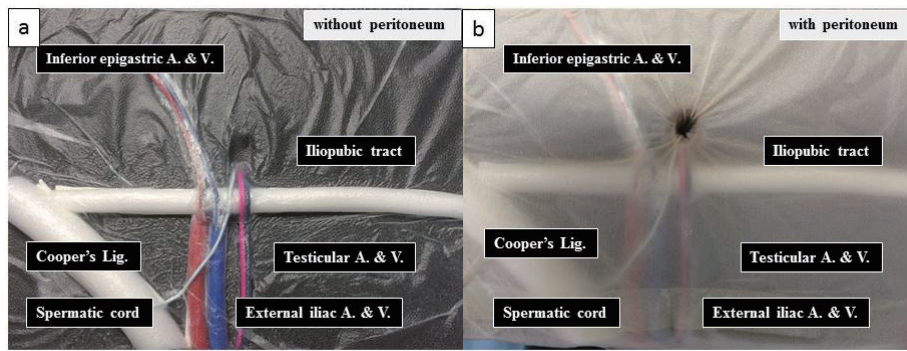 a
without peritoneum
Inferior epigastric A. & V.
Iliopubic tract
Cooper's Lig.
Testicular A. & V.
Spermatic cord
External iliac A. & V.
b
with peritoneum
Inferior epigastric A. & V.
Iliopubic tract
Cooper's Lig.
Testicular A. & V.
Spermatic cord
External iliac A. & V.